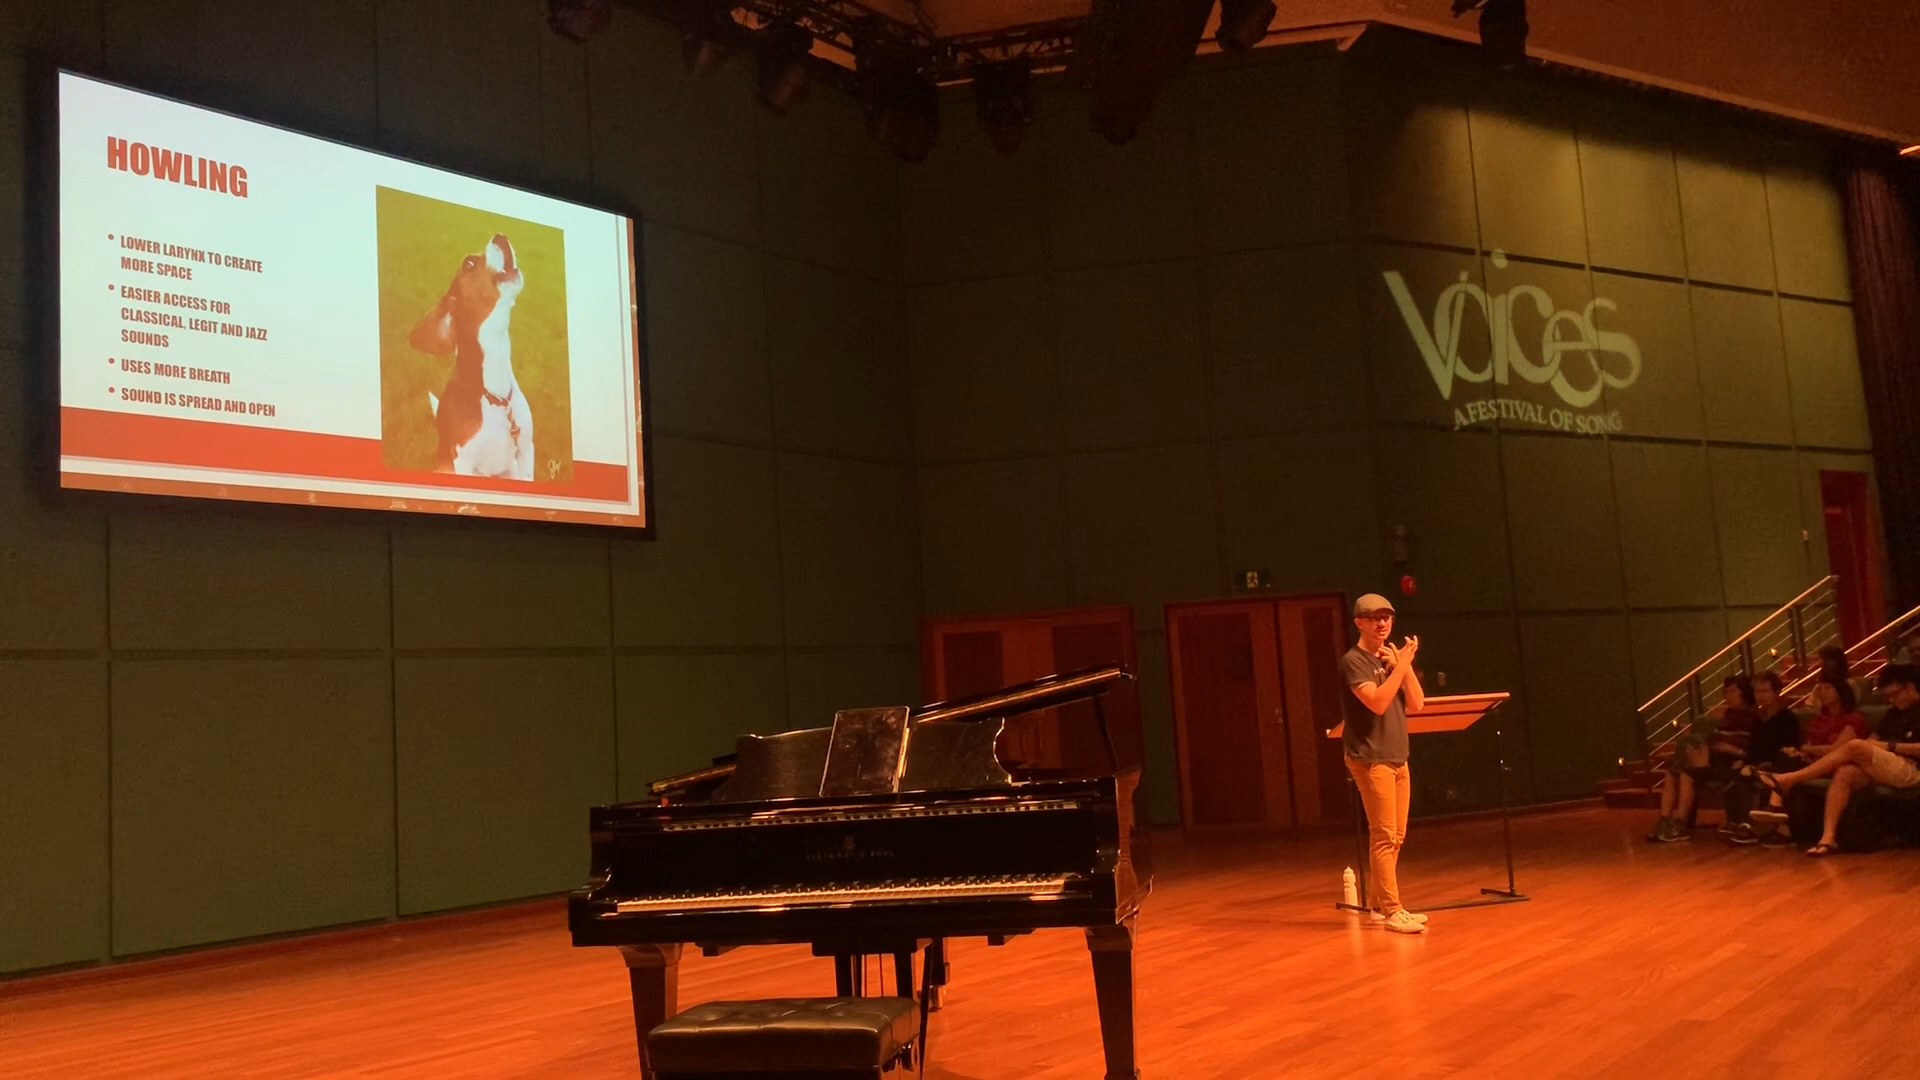 HOWLING
• LOWER LARYNX TO CREATE
MORE SPACE
• EASIER ACCESS FOR
CLASSICAL, LEGIT AND JAZZ
SOUNDS
• USES MORE BREATH
• SOUND IS SPREAD AND OPEN
Voices
A FESTIVAL OF SONG